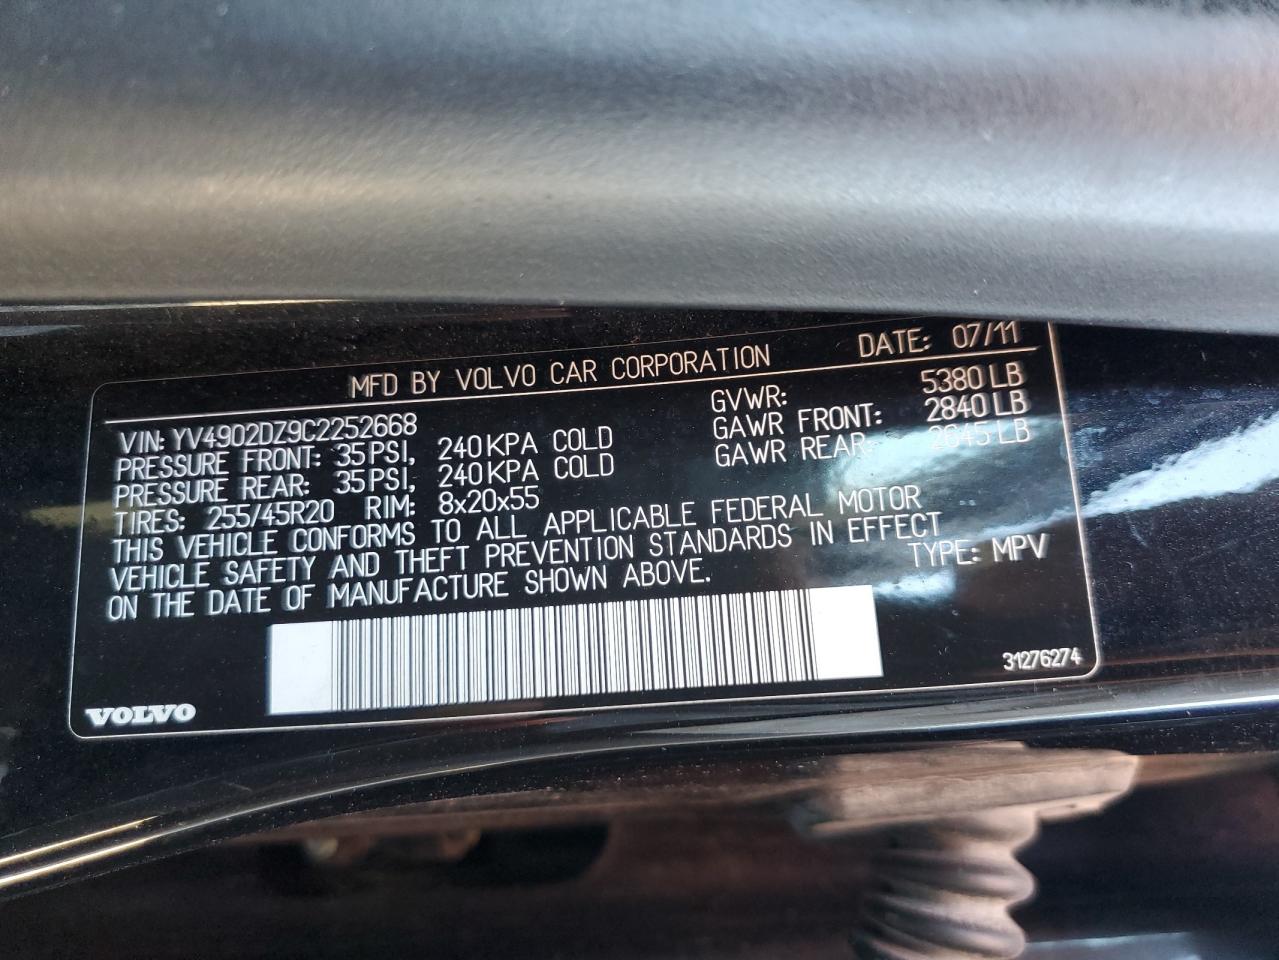 MFD BY VOLVO CAR CORPORATION DATE: 07/11
VIN: YV4902DZ9C2252668 GVWR: 5380 LB
PRESSURE FRONT: 35 PSI, 240 KPA COLD GAWR FRONT: 2840 LB
PRESSURE REAR: 35 PSI, 240 KPA COLD GAWR REAR: 2645 LB
TIRES: 255/45R20 RIM: 8x20x55
THIS VEHICLE CONFORMS TO ALL APPLICABLE FEDERAL MOTOR
VEHICLE SAFETY AND THEFT PREVENTION STANDARDS IN EFFECT
ON THE DATE OF MANUFACTURE SHOWN ABOVE. TYPE: MPV
31276274
VOLVO